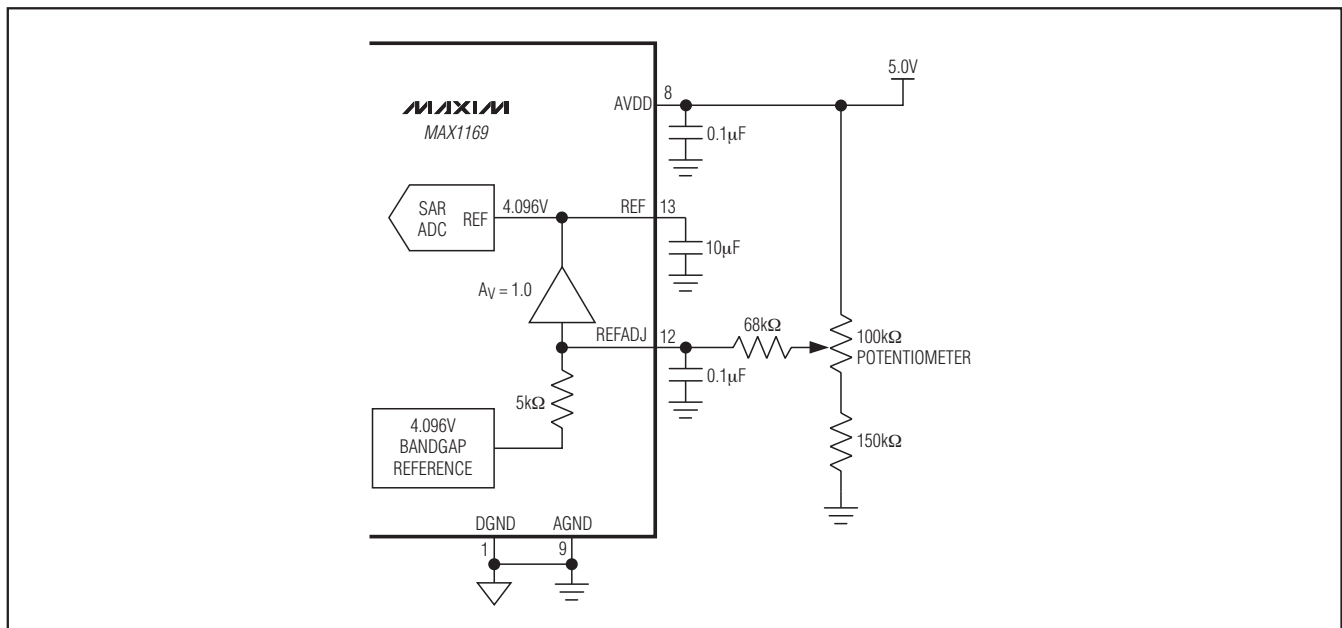 5.0V
AVDD
8
MAXIM
MAX1169
0.1µF
SAR
ADC
REF
4.096V
REF
13
10µF
AV = 1.0
REFADJ
12
68kΩ
100kΩ
POTENTIOMETER
0.1µF
5kΩ
4.096V
BANDGAP
REFERENCE
150kΩ
DGND
AGND
1
9